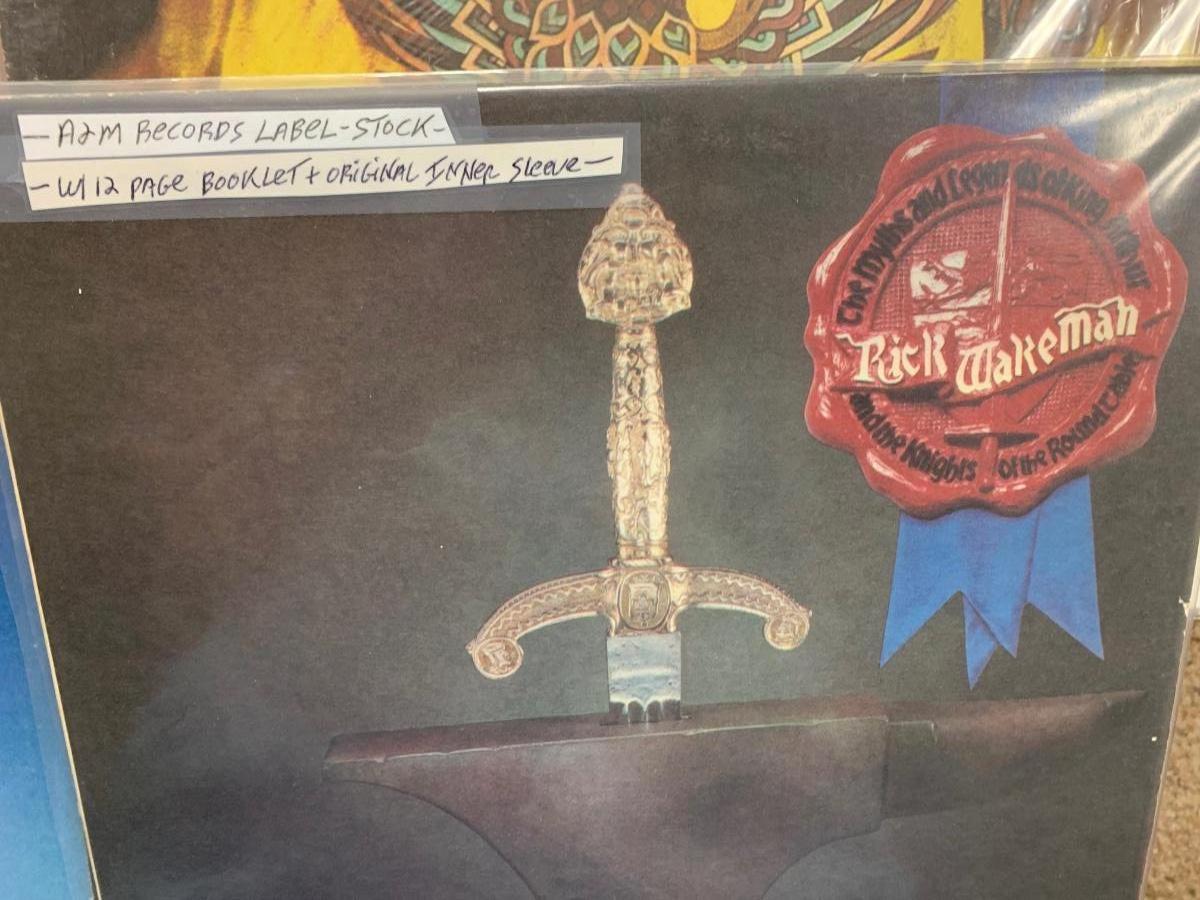 - A&M RECORDS LABEL-STOCK-
- W/ 12 PAGE BOOKLET + ORIGINAL INNER SLEEVE -
The Myths and Legends of King Arthur
Rick Wakeman
and the Knights of the Round Table